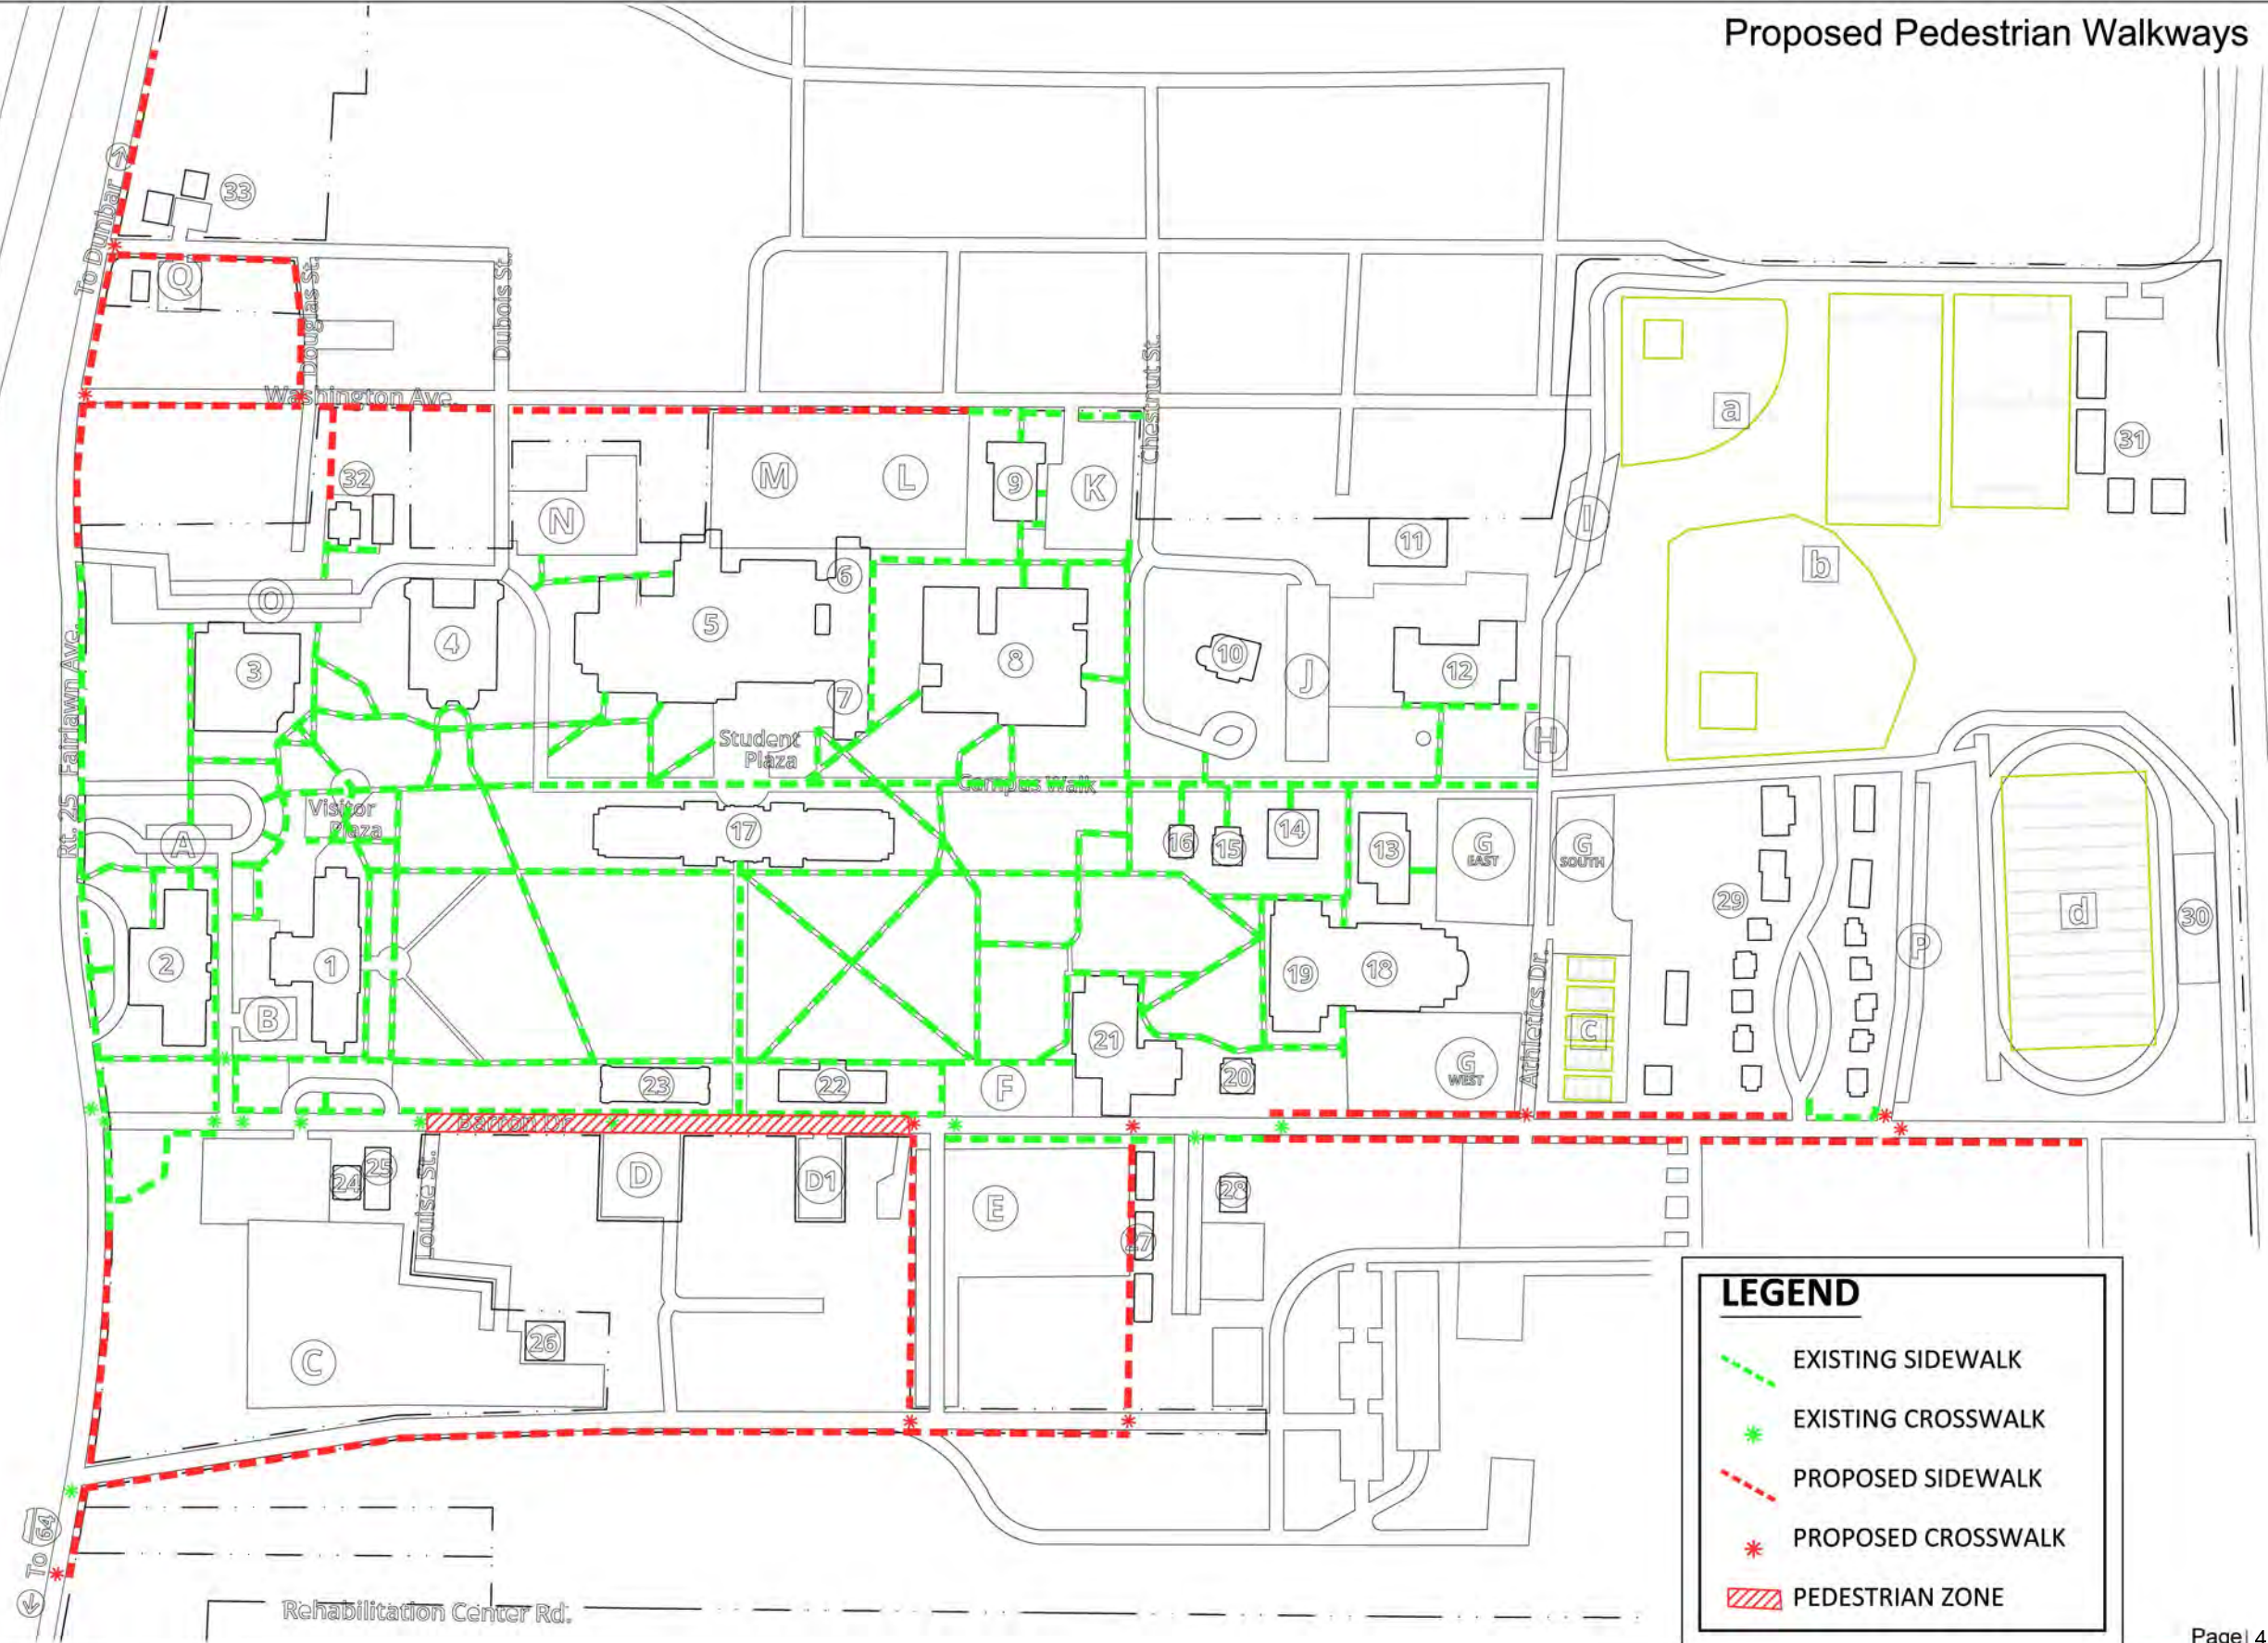 Proposed Pedestrian Walkways
To Dunbar
33
Q
Douglas St.
Dubois St.
Washington Ave.
Chestnut St.
a
31
32
M
L
9
K
N
11
I
b
O
6
5
4
3
8
10
J
12
7
H
Student
Plaza
Campus Walk
Rt. 25 Fairlawn Ave.
Visitor
Plaza
A
17
16
15
14
13
G
EAST
G
SOUTH
29
d
30
P
2
1
B
19
18
Athletics Dr.
C
21
G
WEST
23
22
F
20
Barron Dr
24
25
Louise St.
D
D1
E
27
28
C
26
To 64
Rehabilitation Center Rd.
LEGEND
EXISTING SIDEWALK
EXISTING CROSSWALK
PROPOSED SIDEWALK
PROPOSED CROSSWALK
PEDESTRIAN ZONE
Page| 4